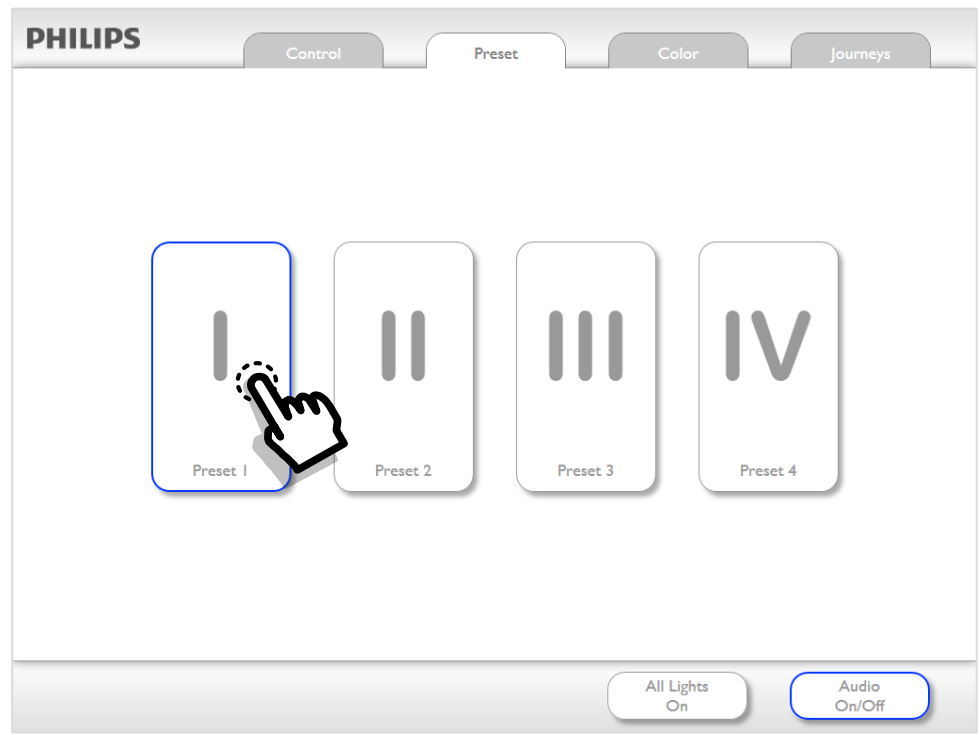 PHILIPS
Control
Preset
Color
Journeys
I
II
III
IV
Preset 1
Preset 2
Preset 3
Preset 4
All Lights
On
Audio
On/Off